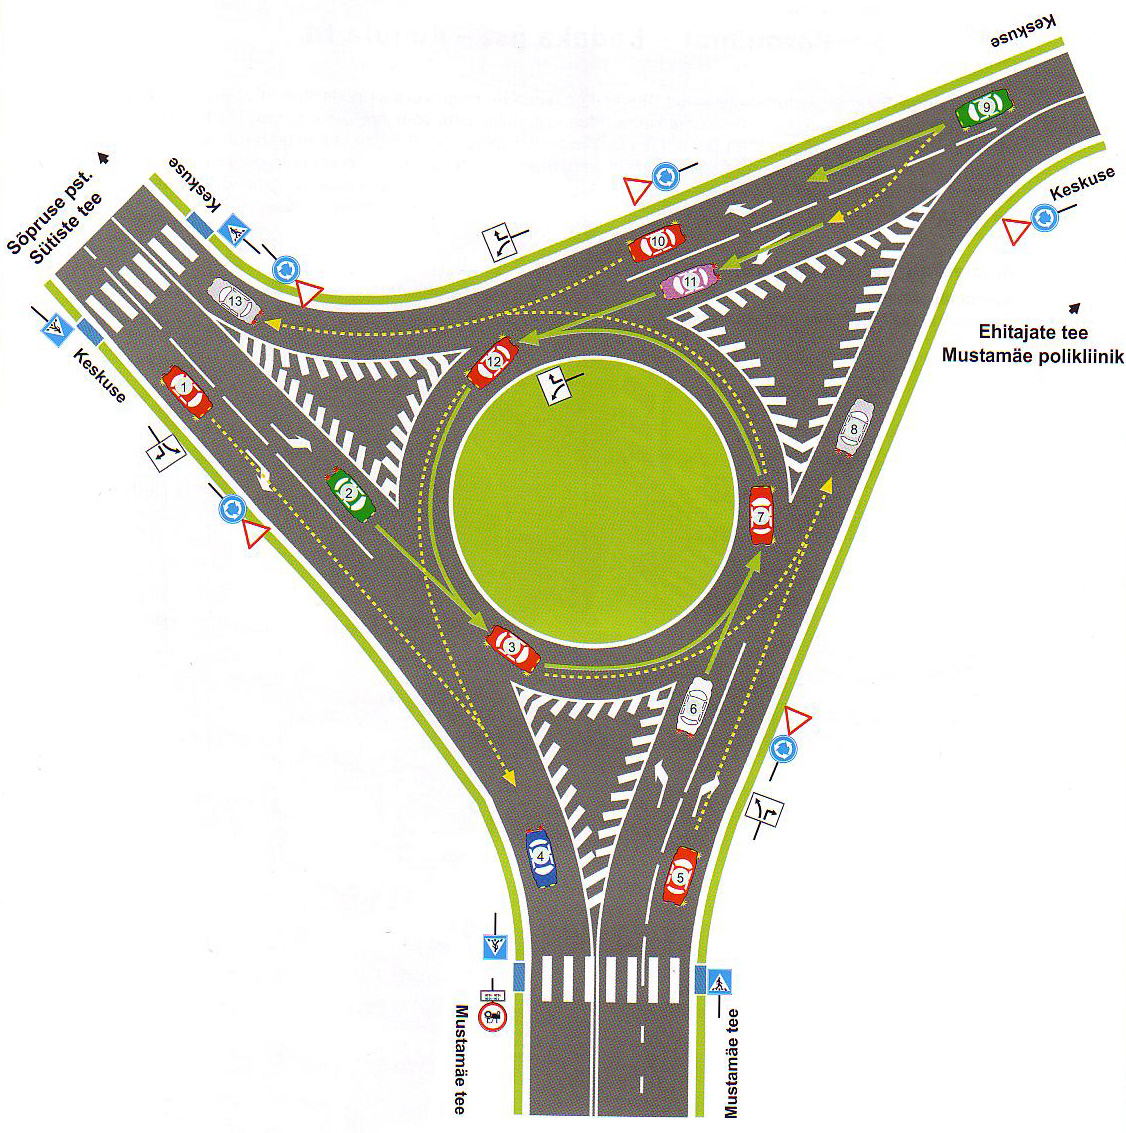 Keskuse
9
Keskuse
Keskuse
Sõpruse pst.
Sütiste tee
10
11
13
Ehitajate tee
Mustamäe polikliinik
Keskuse
12
1
8
2
7
3
6
4
5
Mustamäe tee
Mustamäe tee